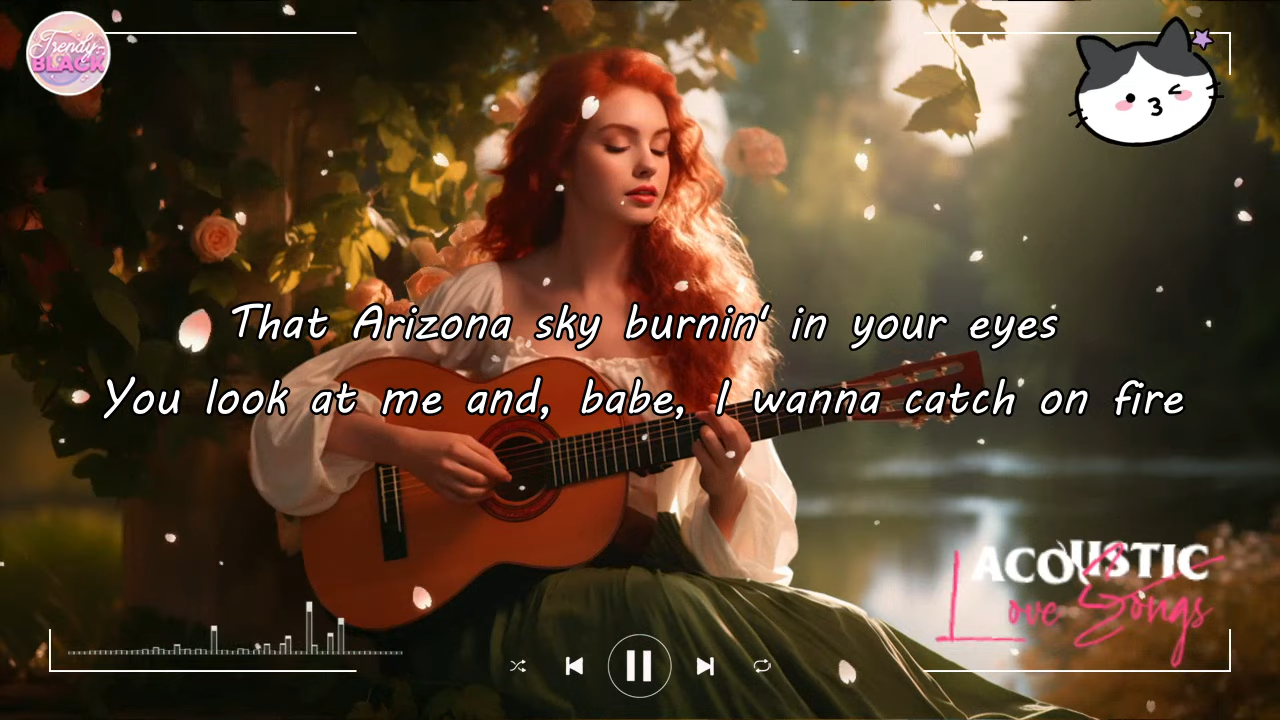 Trendy
BLACK
That Arizona sky burnin' in your eyes
You look at me and, babe, I wanna catch on fire
ACOUSTIC
Love Songs